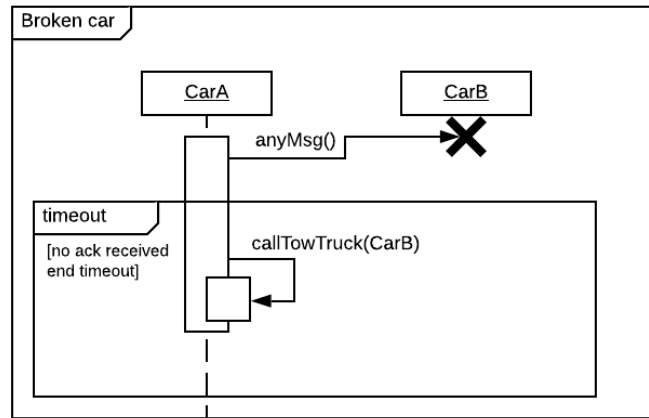 Broken car
CarA
CarB
anyMsg()
timeout
[no ack received
end timeout]
callTowTruck(CarB)